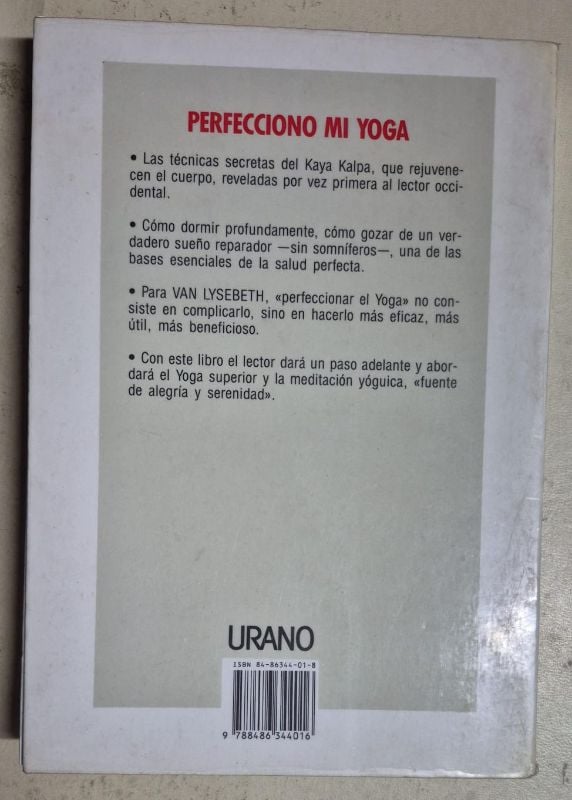 PERFECCIONO MI YOGA
• Las técnicas secretas del Kaya Kalpa, que rejuvene-
cen el cuerpo, reveladas por vez primera al lector occi-
dental.
• Cómo dormir profundamente, cómo gozar de un ver-
dadero sueño reparador —sin somníferos—, una de las
bases esenciales de la salud perfecta.
• Para VAN LYSEBETH, «perfeccionar el Yoga» no con-
siste en complicarlo, sino en hacerlo más eficaz, más
útil, más beneficioso.
• Con este libro el lector dará un paso adelante y abor-
dará el Yoga superior y la meditación yóguica, «fuente
de alegría y serenidad».
URANO
ISBN 84-86344-01-8
9 788486 344016